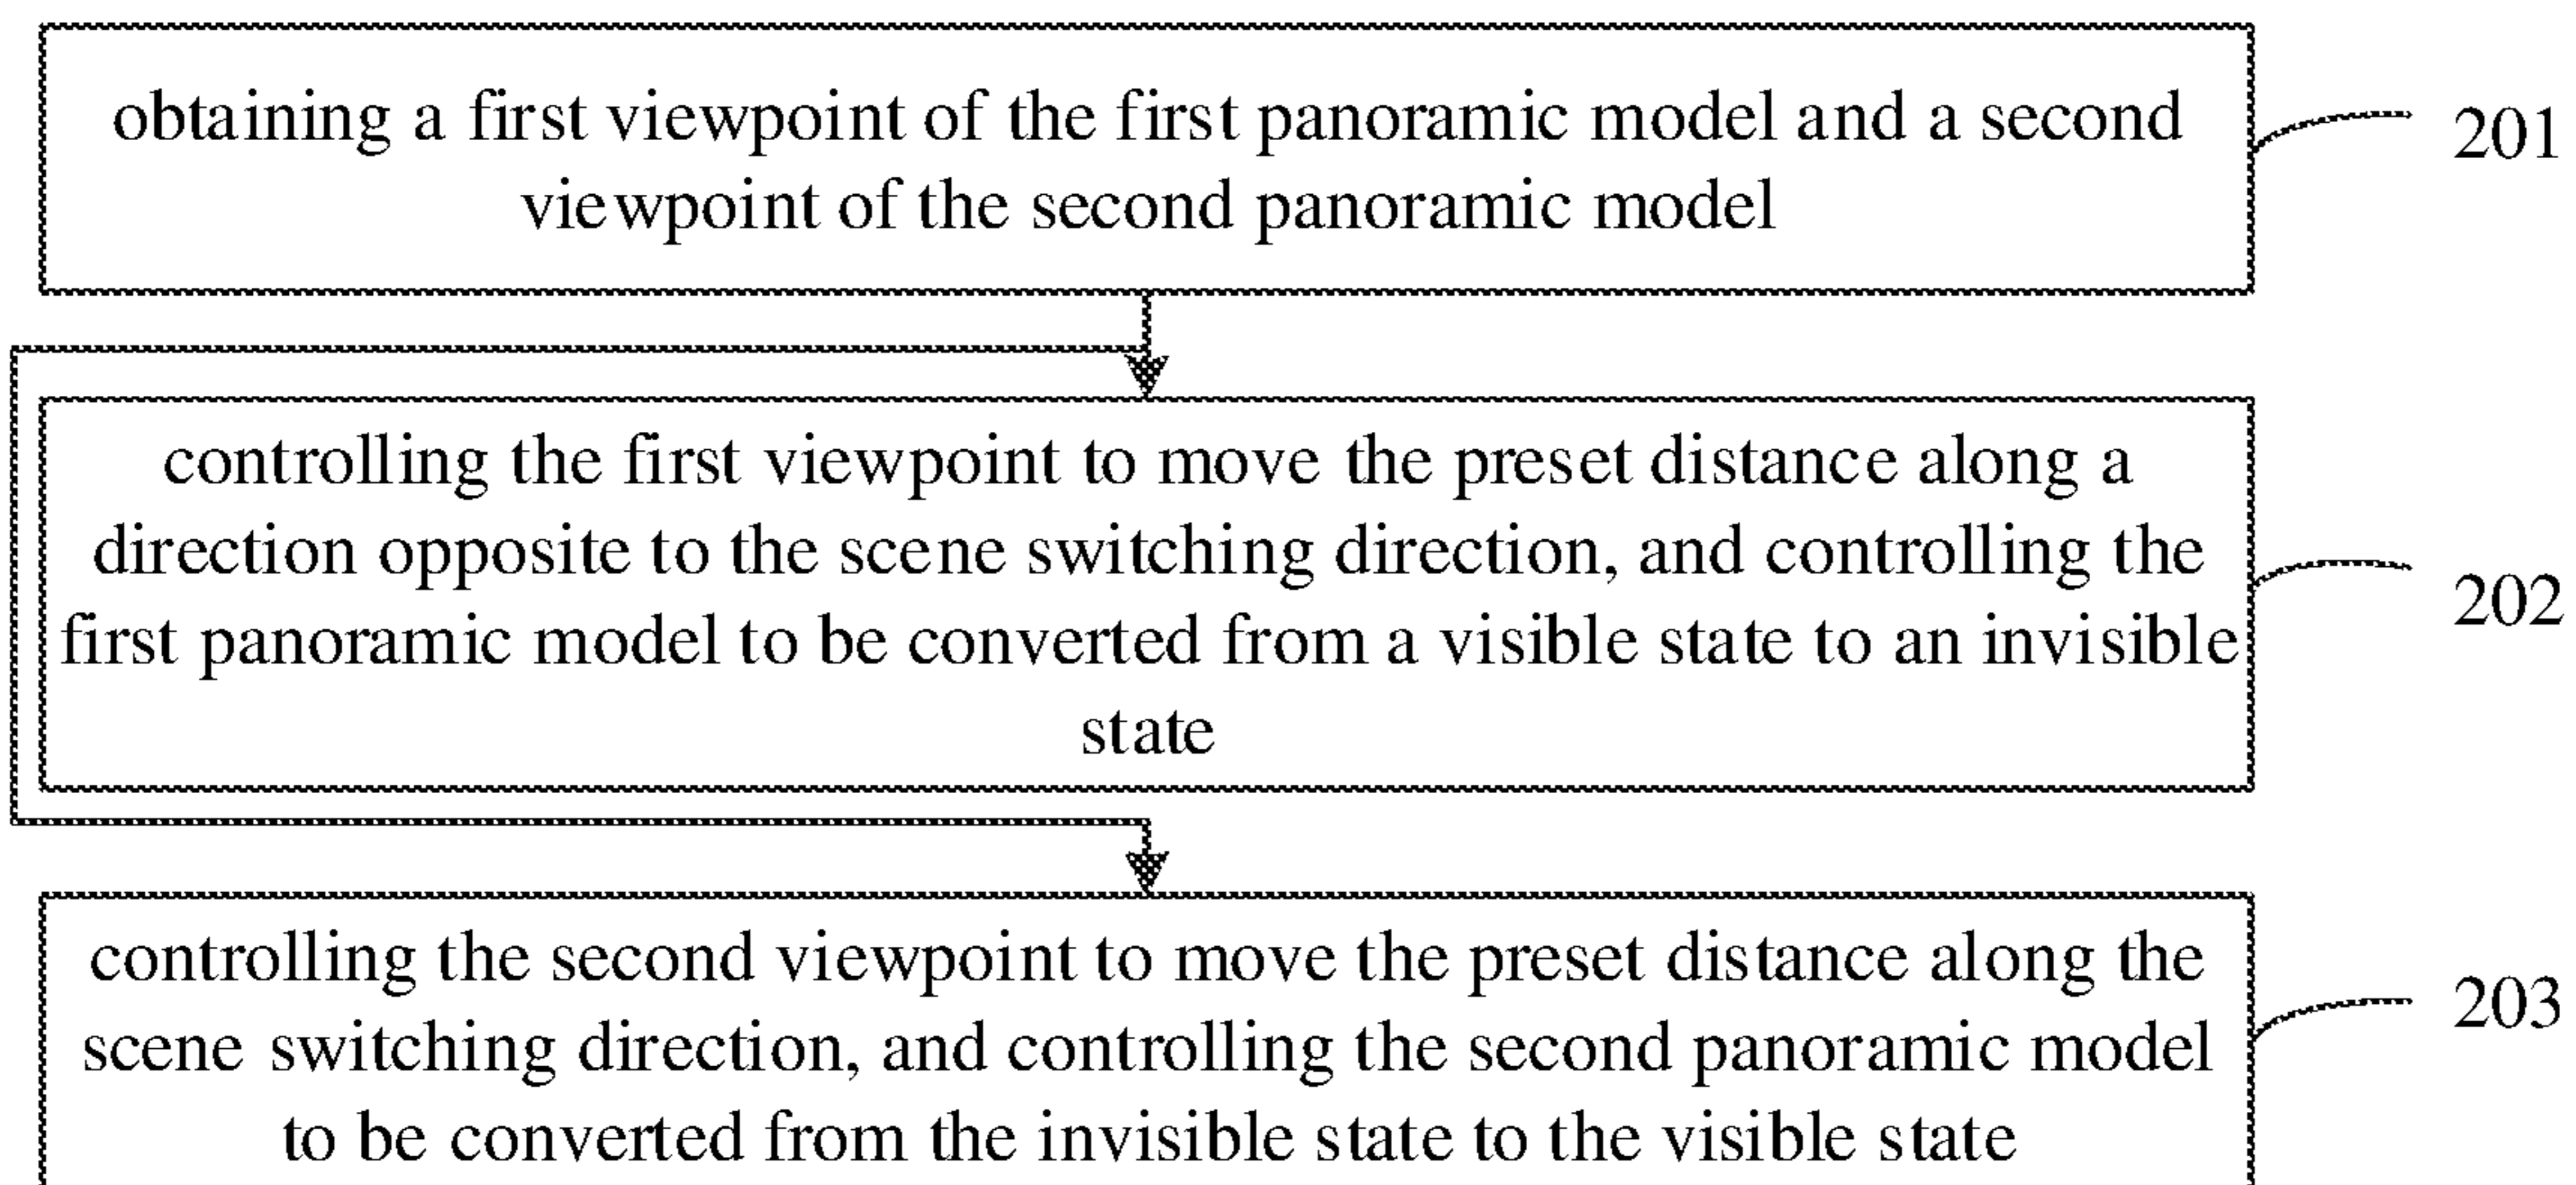 obtaining a first viewpoint of the first panoramic model and a second
viewpoint of the second panoramic model
201
controlling the first viewpoint to move the preset distance along a
direction opposite to the scene switching direction, and controlling the
first panoramic model to be converted from a visible state to an invisible
state
202
controlling the second viewpoint to move the preset distance along the
scene switching direction, and controlling the second panoramic model
to be converted from the invisible state to the visible state
203